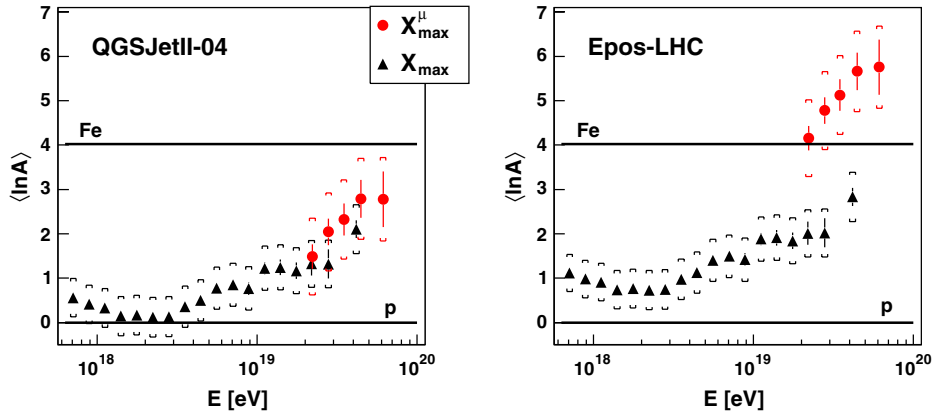 QGSJetII-04
X^μ_max
X_max
Fe
p
⟨lnA⟩
7
6
5
4
3
2
1
0
10^18
10^19
10^20
E [eV]
Epos-LHC
Fe
p
⟨lnA⟩
7
6
5
4
3
2
1
0
10^18
10^19
10^20
E [eV]